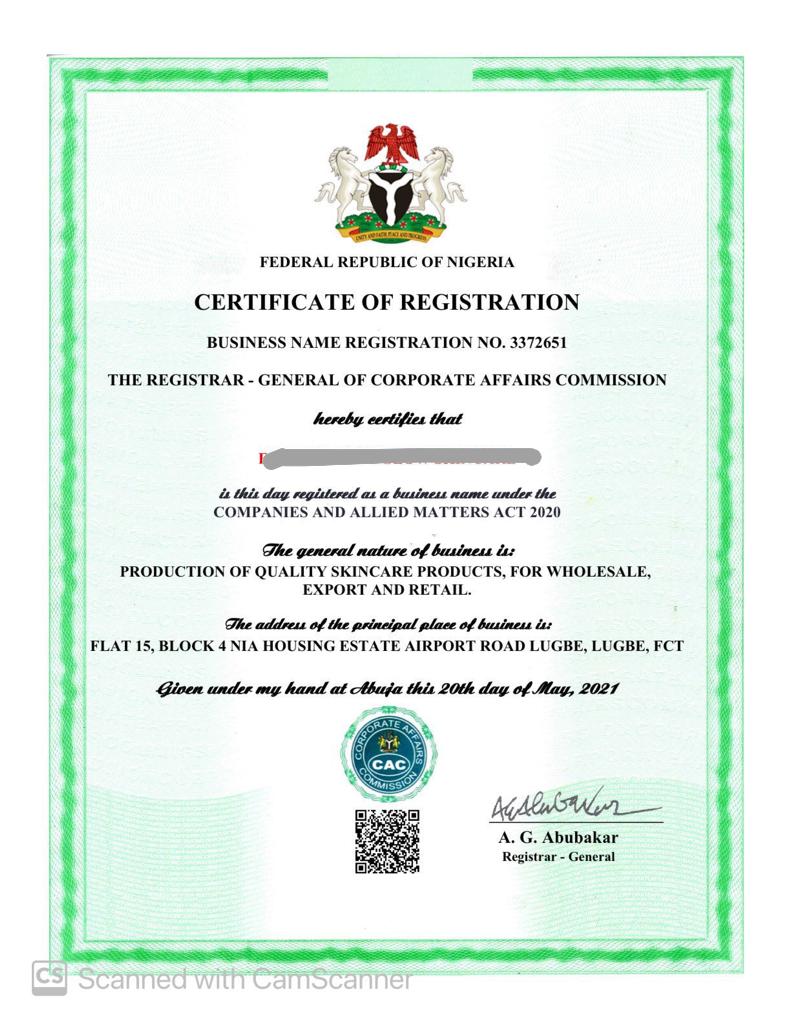 UNITY AND FAITH, PEACE AND PROGRESS
FEDERAL REPUBLIC OF NIGERIA
CERTIFICATE OF REGISTRATION
BUSINESS NAME REGISTRATION NO. 3372651
THE REGISTRAR - GENERAL OF CORPORATE AFFAIRS COMMISSION
hereby certifies that
is this day registered as a business name under the
COMPANIES AND ALLIED MATTERS ACT 2020
The general nature of business is:
PRODUCTION OF QUALITY SKINCARE PRODUCTS, FOR WHOLESALE,
EXPORT AND RETAIL.
The address of the principal place of business is:
FLAT 15, BLOCK 4 NIA HOUSING ESTATE AIRPORT ROAD LUGBE, LUGBE, FCT
Given under my hand at Abuja this 20th day of May, 2021
CORPORATE AFFAIRS
CAC
COMMISSION
A. G. Abubakar
Registrar - General
CS Scanned with CamScanner